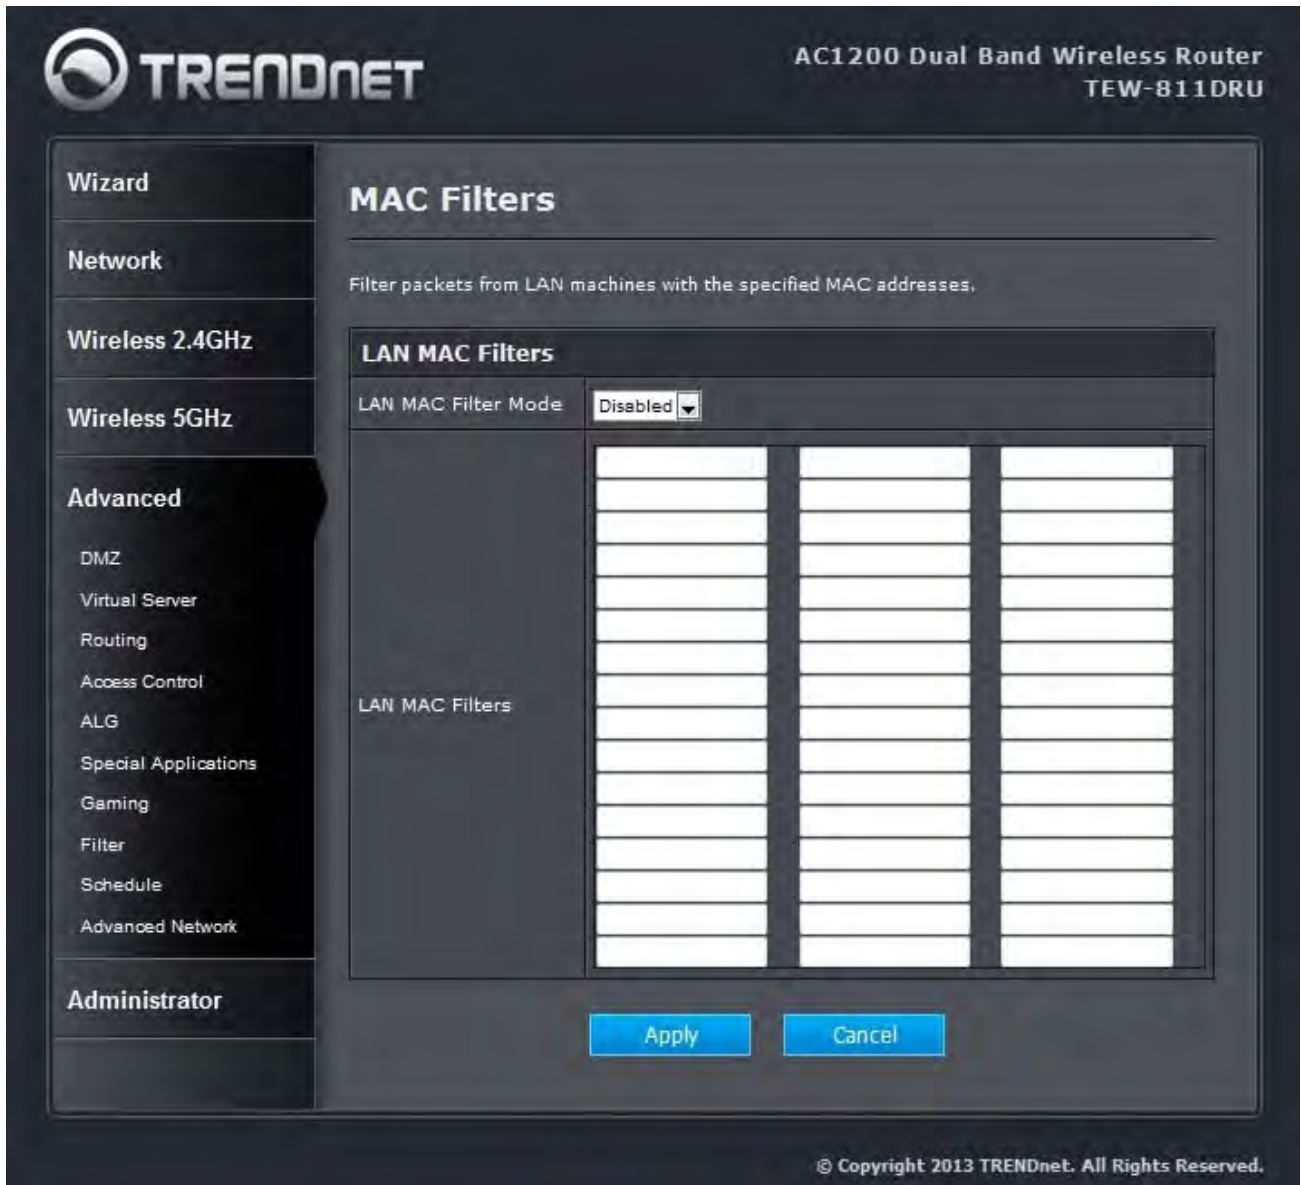 TRENDNET
AC1200 Dual Band Wireless Router
TEW-811DRU
Wizard
Network
Wireless 2.4GHz
Wireless 5GHz
Advanced
DMZ
Virtual Server
Routing
Access Control
ALG
Special Applications
Gaming
Filter
Schedule
Advanced Network
Administrator
MAC Filters
Filter packets from LAN machines with the specified MAC addresses.
LAN MAC Filters
LAN MAC Filter Mode
Disabled
LAN MAC Filters
Apply
Cancel
© Copyright 2013 TRENDnet. All Rights Reserved.